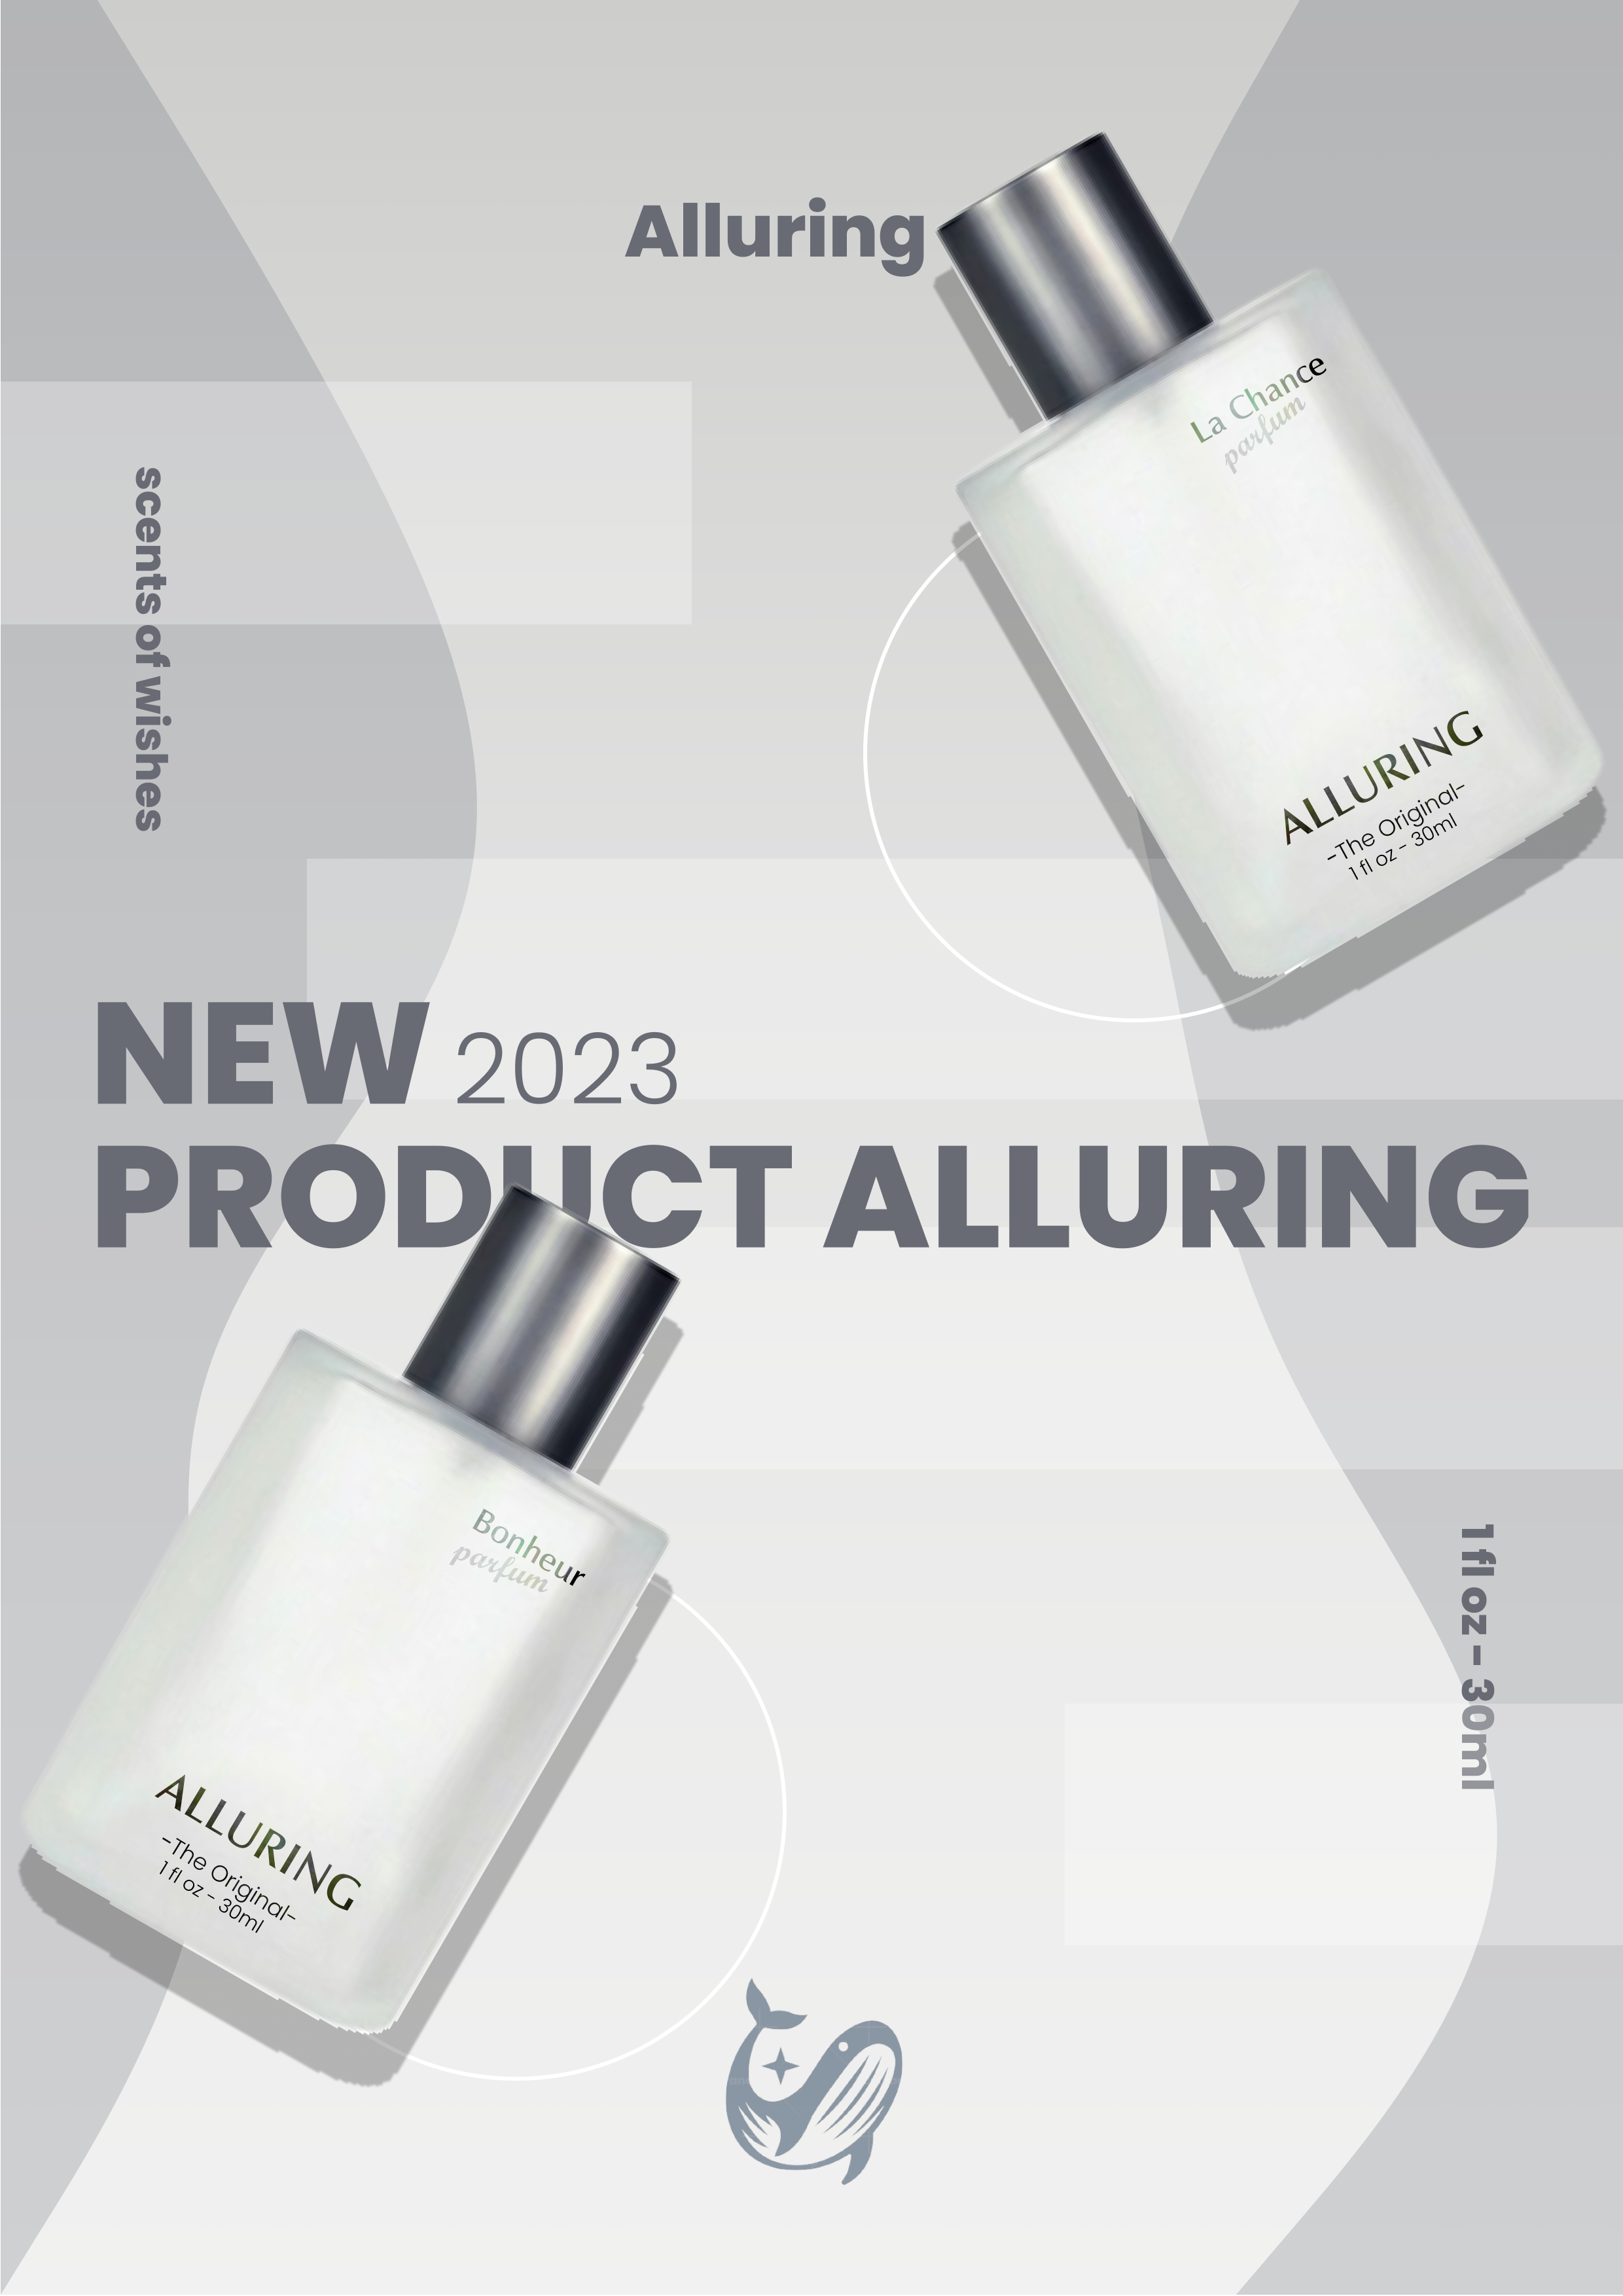 Alluring
La Chance
parfum
ALLURING
-The Original-
1 fl oz - 30ml
scents of wishes
NEW 2023
PRODUCT ALLURING
Bonheur
parfum
ALLURING
-The Original-
1 fl oz - 30ml
1 fl oz - 30ml